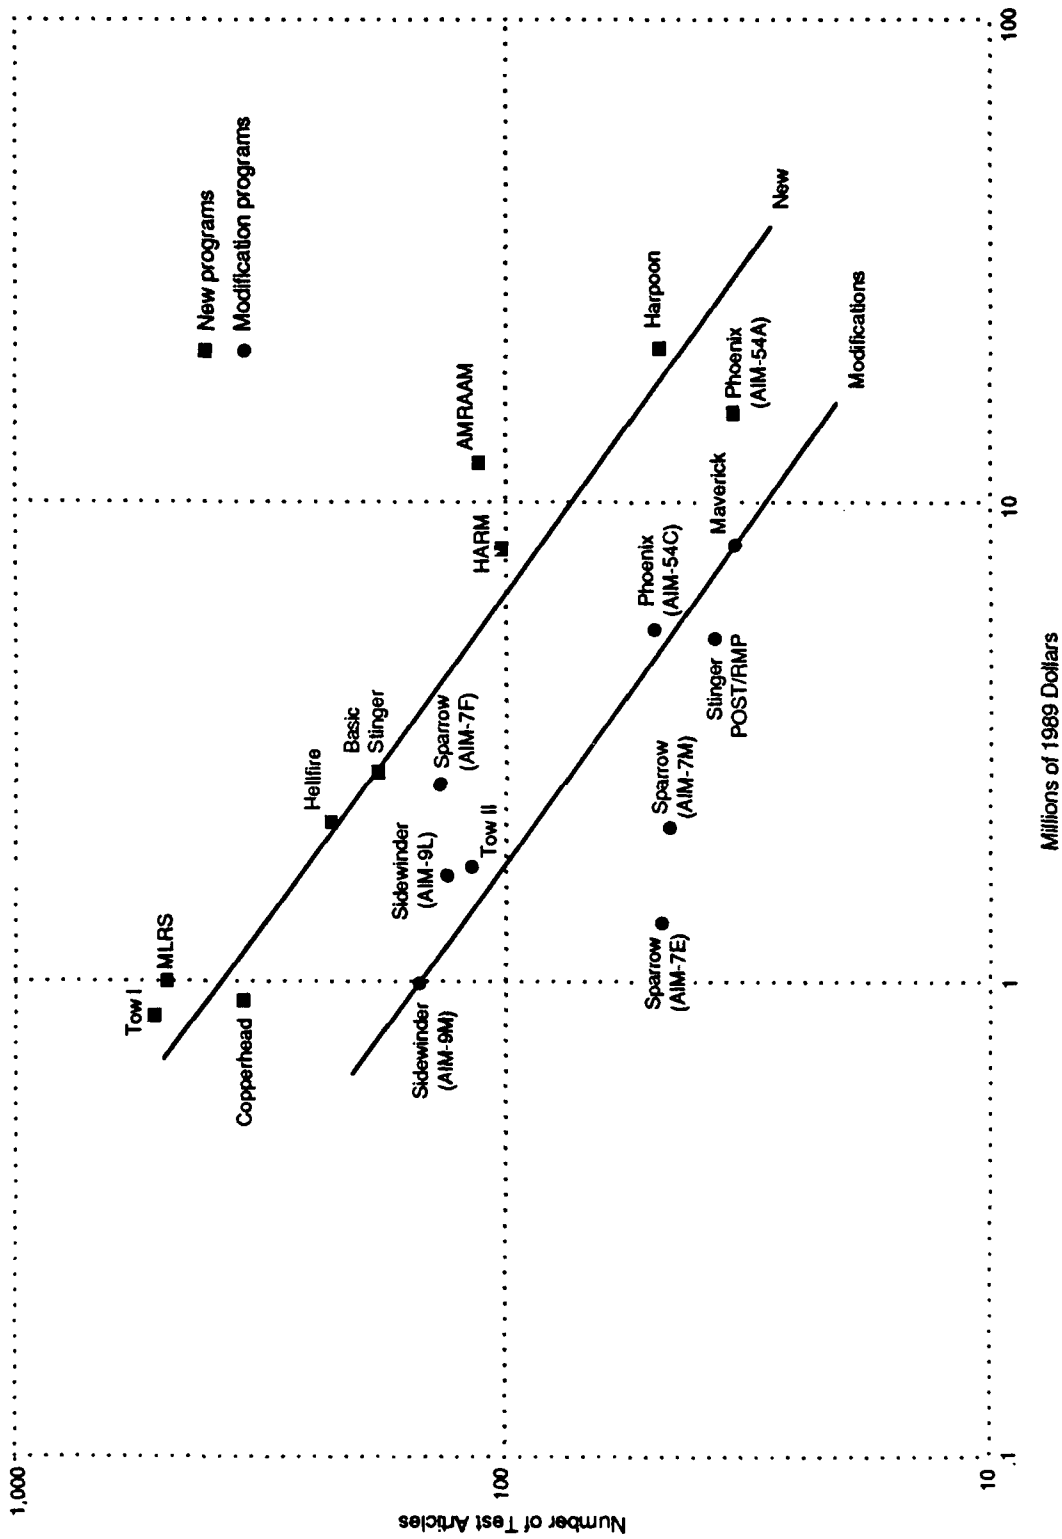 1,000
100
10
Number of Test Articles
.1
1
10
100
Millions of 1989 Dollars
New programs
Modification programs
Tow I
MLRS
Copperhead
Hellfire
Basic
Stinger
HARM
AMRAAM
Harpoon
Phoenix
(AIM-54A)
New
Sidewinder
(AIM-9M)
Sidewinder
(AIM-9L)
Tow II
Sparrow
(AIM-7F)
Sparrow
(AIM-7E)
Sparrow
(AIM-7M)
Stinger
POST/RMP
Phoenix
(AIM-54C)
Maverick
Modifications